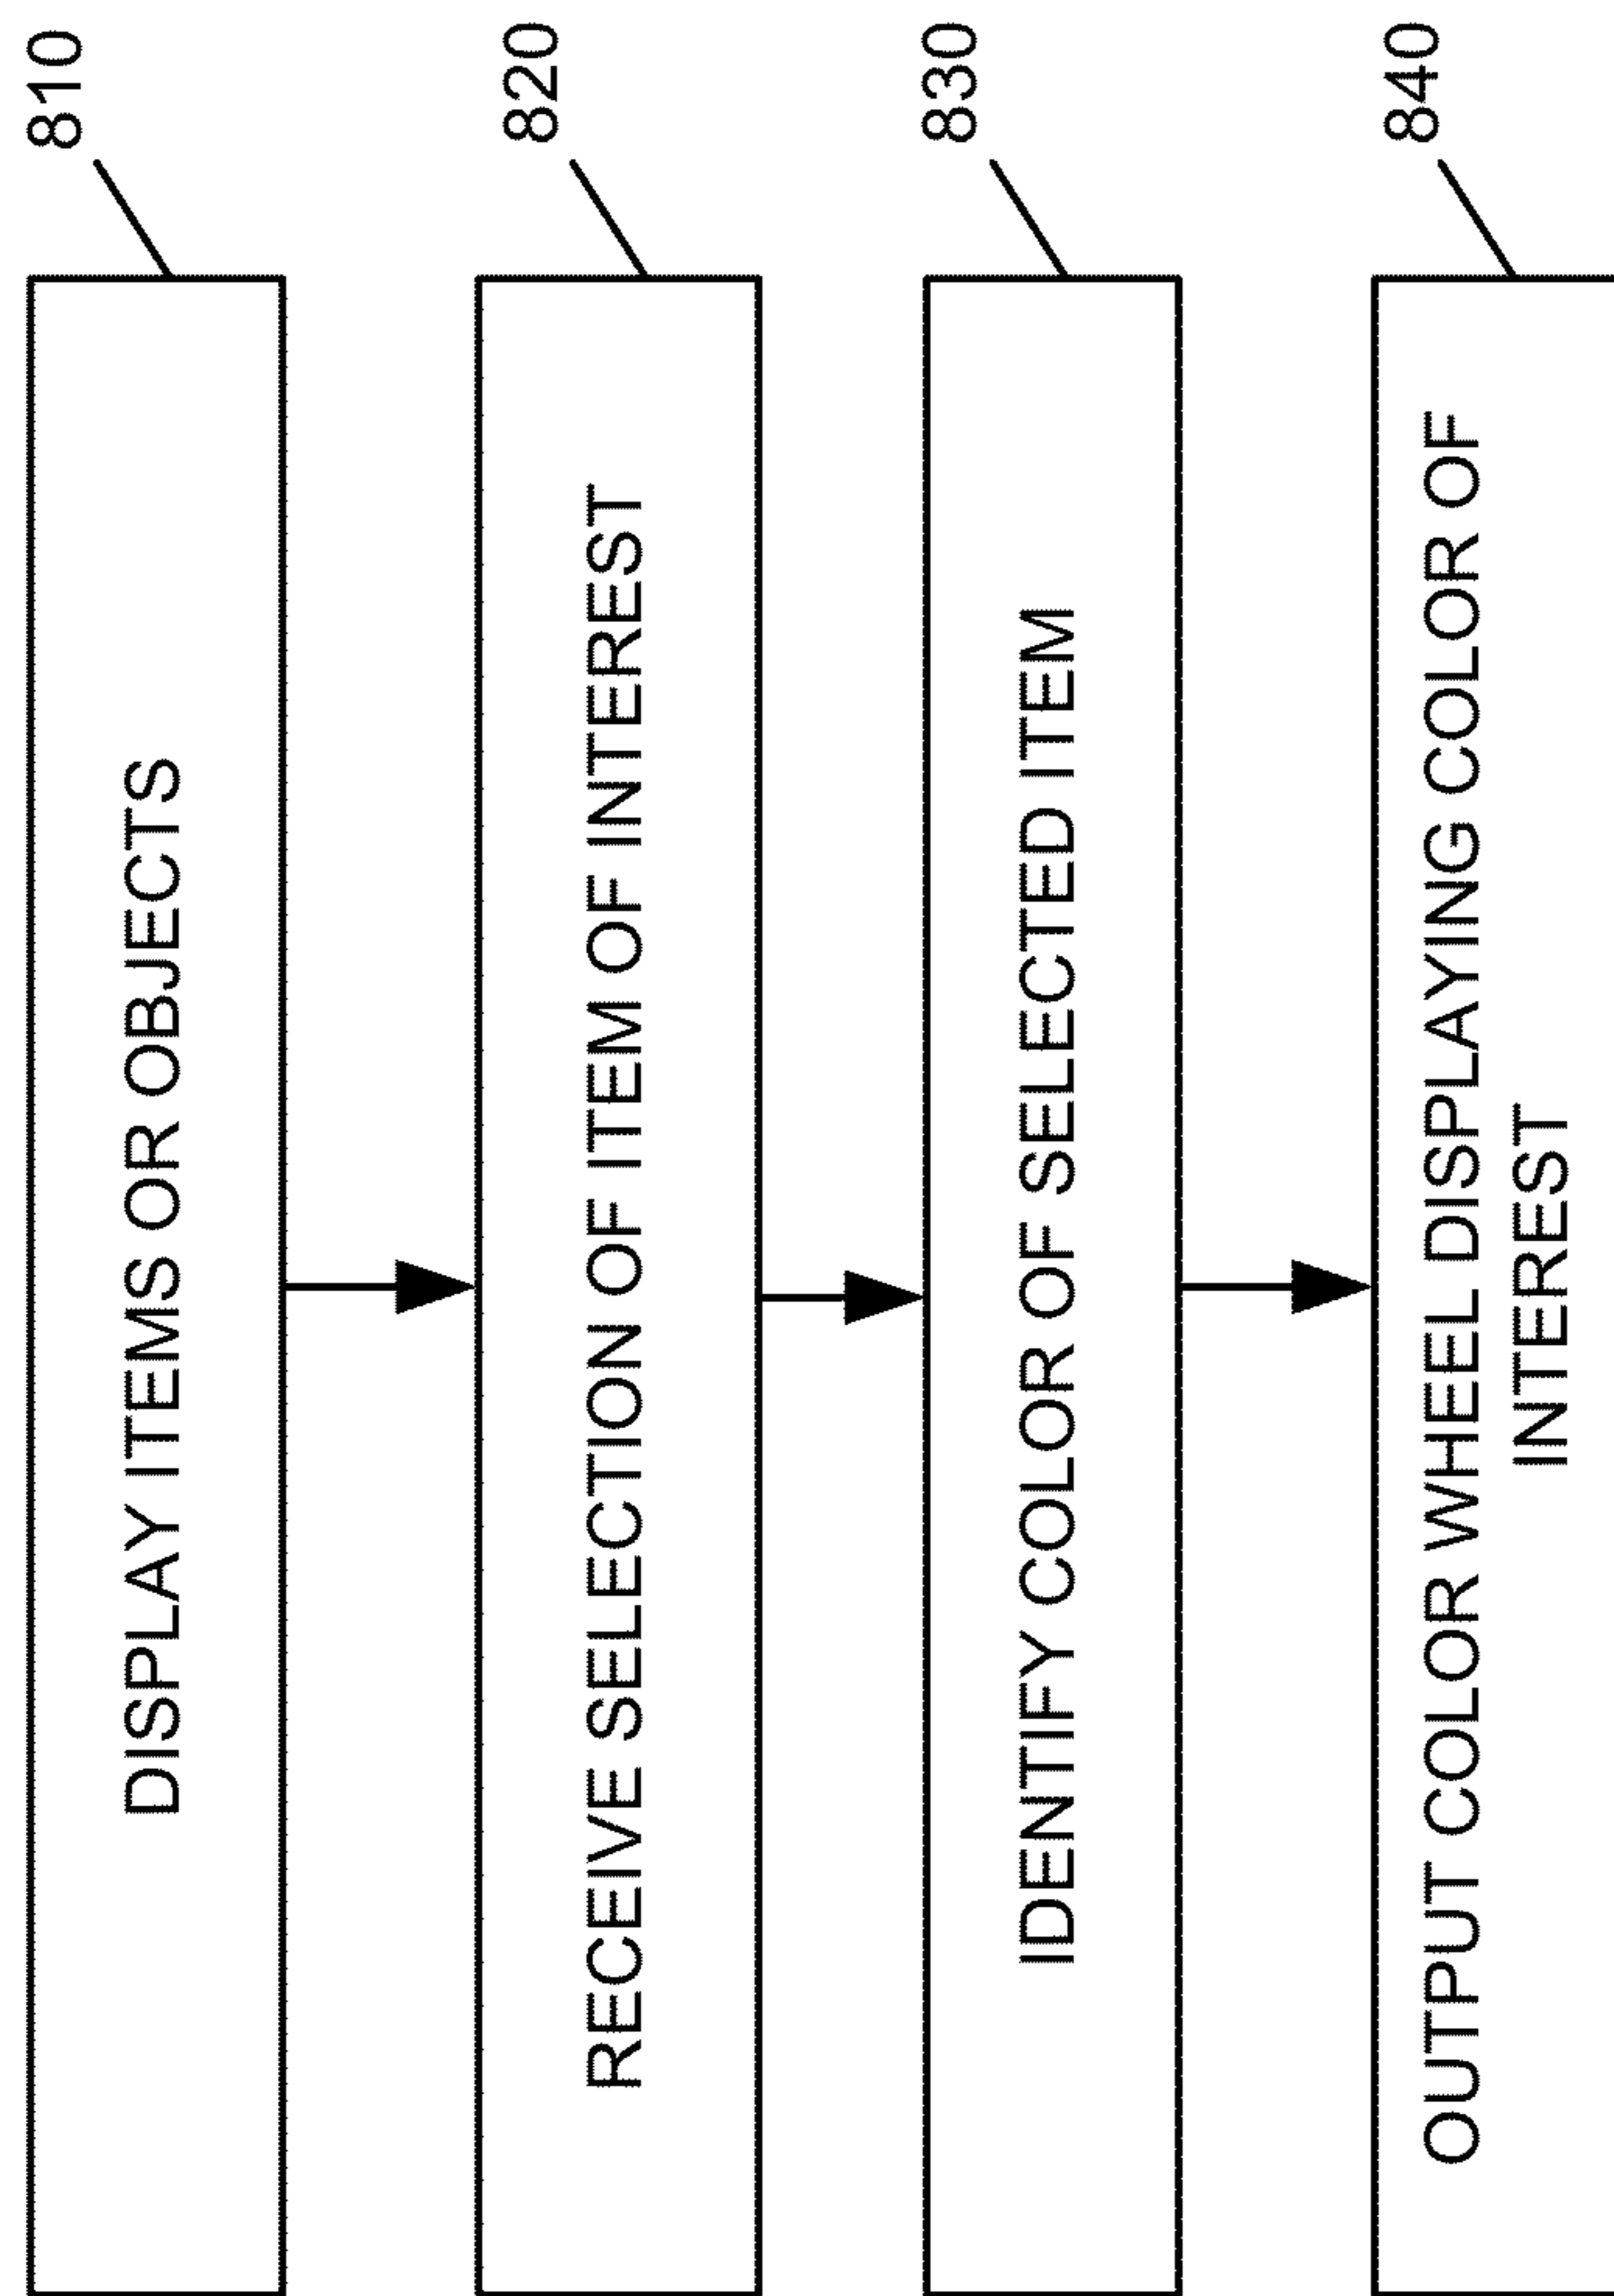 810
DISPLAY ITEMS OR OBJECTS
820
RECEIVE SELECTION OF ITEM OF INTEREST
830
IDENTIFY COLOR OF SELECTED ITEM
840
OUTPUT COLOR WHEEL DISPLAYING COLOR OF
INTEREST